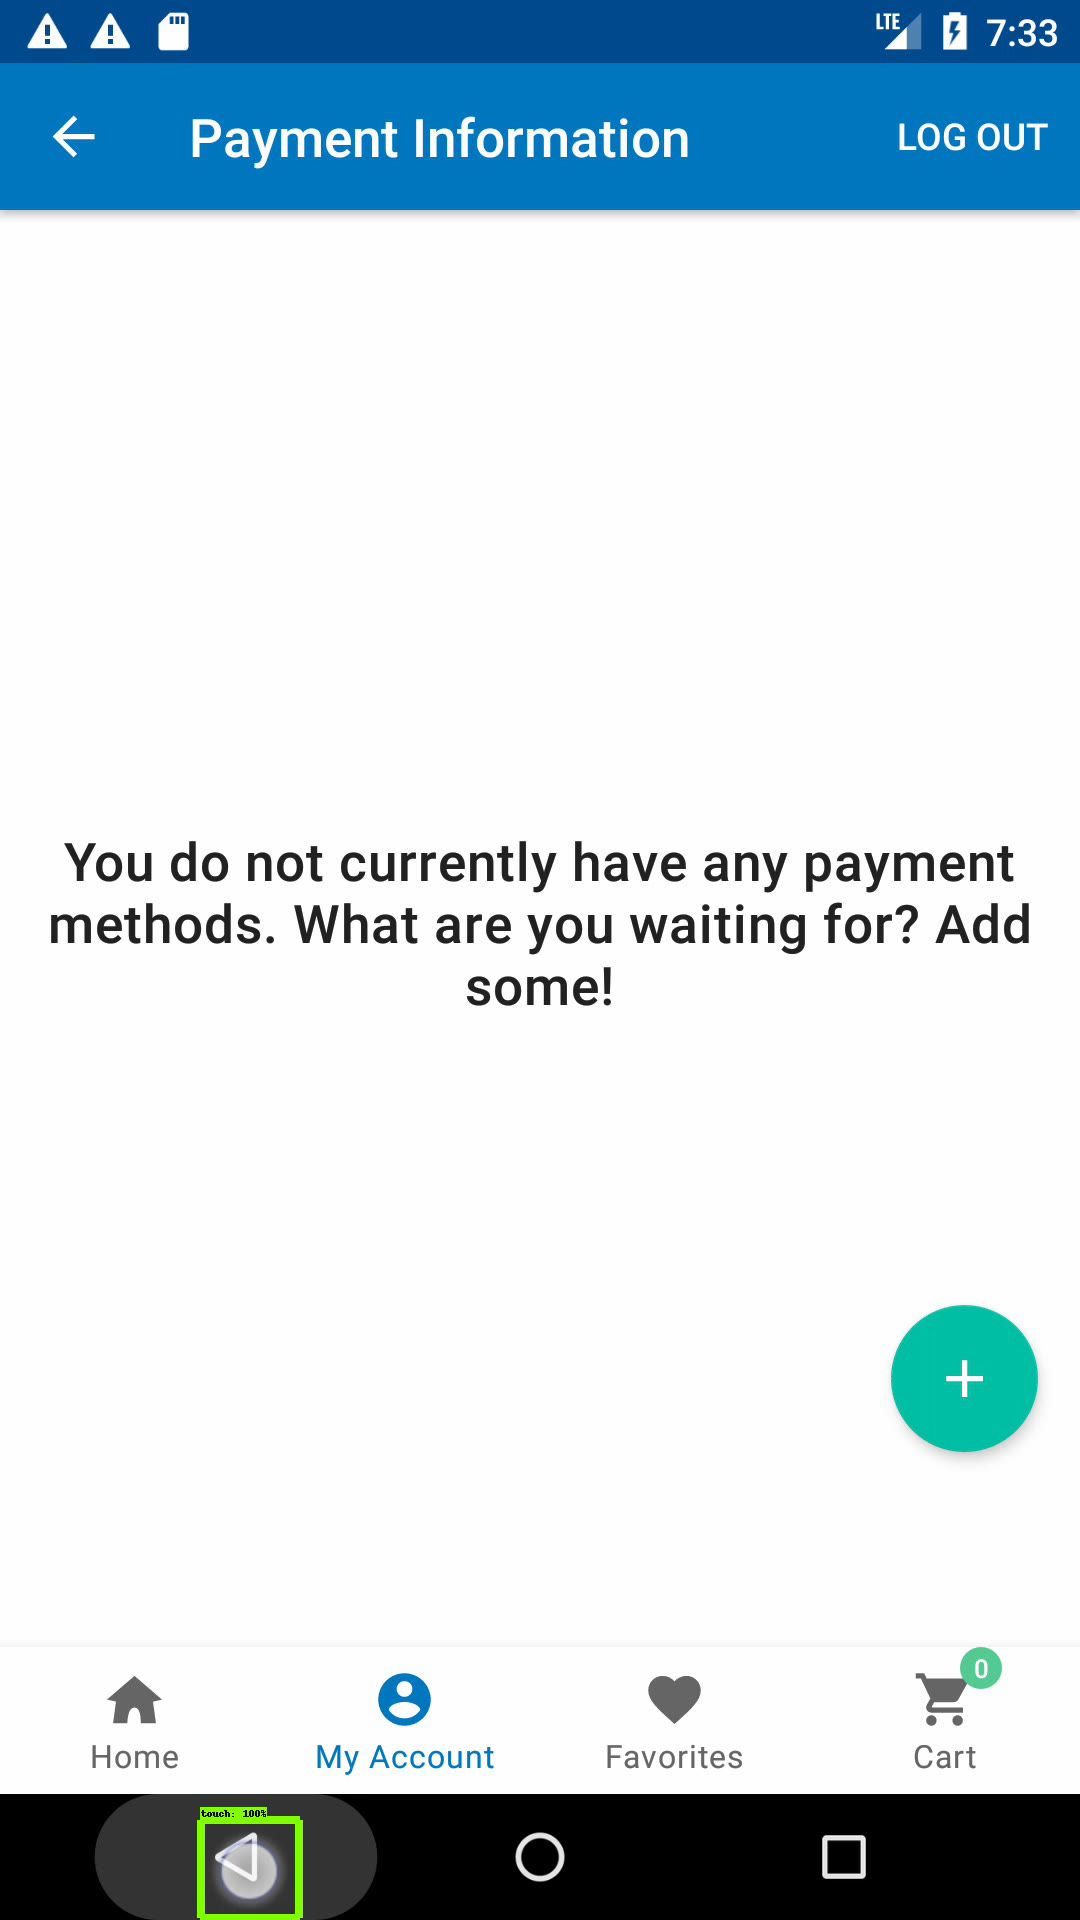 LTE 7:33
Payment Information LOG OUT
You do not currently have any payment
methods. What are you waiting for? Add
some!
0
Home My Account Favorites Cart
touch: 100%